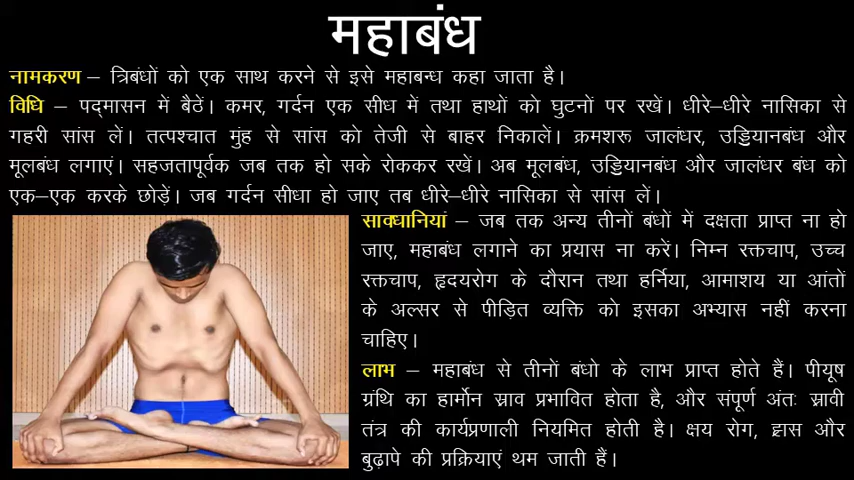 महाबंध
नामकरण – त्रिबंधों को एक साथ करने से इसे महाबन्ध कहा जाता है।
विधि – पद्मासन में बैठें। कमर, गर्दन एक सीध में तथा हाथों को घुटनों पर रखें। धीरे–धीरे नासिका से
गहरी सांस लें। तत्पश्चात मुंह से सांस को तेजी से बाहर निकालें। क्रमशरू जालंधर, उड्डियानबंध और
मूलबंध लगाएं। सहजतापूर्वक जब तक हो सके रोककर रखें। अब मूलबंध, उड्डियानबंध और जालंधर बंध को
एक–एक करके छोड़ें। जब गर्दन सीधा हो जाए तब धीरे–धीरे नासिका से सांस लें।
सावधानियां – जब तक अन्य तीनों बंधों में दक्षता प्राप्त ना हो
जाए, महाबंध लगाने का प्रयास ना करें। निम्न रक्तचाप, उच्च
रक्तचाप, हृदयरोग के दौरान तथा हर्निया, आमाशय या आंतों
के अल्सर से पीड़ित व्यक्ति को इसका अभ्यास नहीं करना
चाहिए।
लाभ – महाबंध से तीनों बंधो के लाभ प्राप्त होते हैं। पीयूष
ग्रंथि का हार्मोन स्राव प्रभावित होता है, और संपूर्ण अंतः स्रावी
तंत्र की कार्यप्रणाली नियमित होती है। क्षय रोग, ह्रास और
बुढ़ापे की प्रक्रियाएं थम जाती हैं।